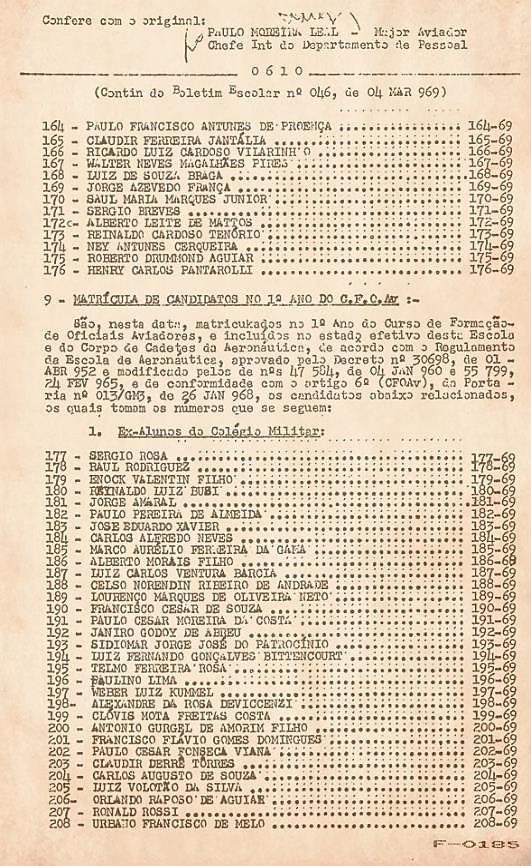 Confere com o original:
PAULO MOREIRA LEAL - Major Aviador
Chefe Int do Departamento de Pessoal
0610
(Contin do Boletim Escolar nº 046, de 04 MAR 969)
164 - PAULO FRANCISCO ANTUNES DE PROENÇA ........ 164-69
165 - CLAUDIR FERREIRA JANTÁLIA ........ 165-69
166 - RICARDO LUIZ CARDOSO VILARINHO ........ 166-69
167 - WALTER NEVES MAGALHÃES PIRES ........ 167-69
168 - LUIZ DE SOUZA BRAGA ........ 168-69
169 - JORGE AZEVEDO FRANÇA ........ 169-69
170 - SAUL MARIA MARQUES JUNIOR ........ 170-69
171 - SERGIO BREVES ........ 171-69
172 - ALBERTO LEITE DE MATTOS ........ 172-69
173 - REINALDO CARDOSO TENÓRIO ........ 173-69
174 - NEY ANTUNES CERQUEIRA ........ 174-69
175 - ROBERTO DRUMMOND AGUIAR ........ 175-69
176 - HENRY CARLOS PANTAROLLI ........ 176-69
9 - MATRÍCULA DE CANDIDATOS NO 1º ANO DO C.F.C.Av :-
São, nesta data, matrickulados no 1º Ano do Curso de Formação-
de Oficiais Aviadores, e incluídos no estado efetivo desta Escola
e do Corpo de Cadetes da Aeronáutica, de acordo com o Regulamento
da Escola de Aeronáutica, aprovado pelo Decreto nº 30698, de 01 -
ABR 952 e modificado pelos de nºs 47 584, de 04 JAN 960 e 55 799,
24 FEV 965, e de conformidade com o artigo 6º (CFOAv), da Porta -
ria nº 013/GM3, de 26 JAN 968, os candidatos abaixo relacionados,
os quais tomam os números que se seguem:
1. Ex-Alunos do Colégio Militar:
177 - SERGIO ROSA ........ 177-69
178 - RAUL RODRIGUEZ ........ 178-69
179 - ENOCK VALENTIN FILHO ........ 179-69
180 - REYNALDO LUIZ BUSI ........ 180-69
181 - JORGE AMARAL ........ 181-69
182 - PAULO PEREIRA DE ALMEIDA ........ 182-69
183 - JOSE EDUARDO XAVIER ........ 183-69
184 - CARLOS ALFREDO NEVES ........ 184-69
185 - MARCO AURÉLIO FERREIRA DA GAMA ........ 185-69
186 - ALBERTO MORAIS FILHO ........ 186-69
187 - LUIZ CARLOS VENTURA BAROIA ........ 187-69
188 - CELSO NORENDIN RIBEIRO DE ANDRADE ........ 188-69
189 - LOURENÇO MARQUES DE OLIVEIRA NETO ........ 189-69
190 - FRANCISCO CESAR DE SOUZA ........ 190-69
191 - PAULO CESAR MOREIRA DA COSTA ........ 191-69
192 - JANIRO GODOY DE ABREU ........ 192-69
193 - SIDIOMAR JORGE JOSÉ DO PATROCÍNIO ........ 193-69
194 - LUIZ FERNANDO GONÇALVES BITTENCOURT ........ 194-69
195 - TELMO FERREIRA ROSA ........ 195-69
196 - PAULINO LIMA ........ 196-69
197 - WEBER LUIZ KUMMEL ........ 197-69
198- ALEXANDRE DA ROSA DEVICCENZI ........ 198-69
199 - CLÓVIS MOTA FREITAS COSTA ........ 199-69
200 - ANTONIO GURGEL DE AMORIM FILHO ........ 200-69
201 - FRANCISCO FLÁVIO GOMES DOMINGUES ........ 201-69
202 - PAULO CESAR FONSECA VIANA ........ 202-69
203 - CLAUDIR DERRÊ TÔRRES ........ 203-69
204 - CARLOS AUGUSTO DE SOUZA ........ 204-69
205 - LUIZ VOLOTÃO DA SILVA ........ 205-69
206- ORLANDO RAPOSO DE AGUIAR ........ 206-69
207 - RONALD ROSSI ........ 207-69
208 - URBANO FRANCISCO DE MELO ........ 208-69
F-0185